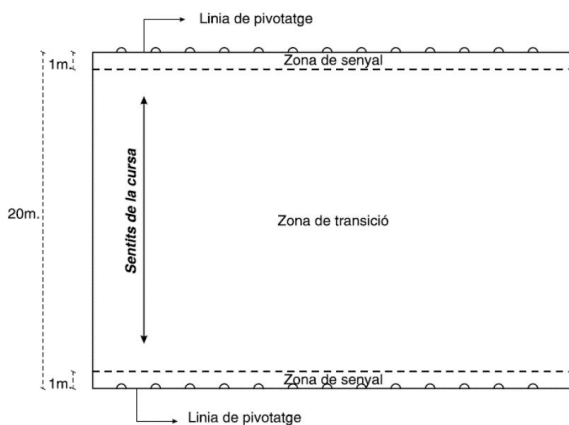 Linia de pivotatge
1m.
Zona de senyal
Sentits de la cursa
20m.
Zona de transició
1m.
Zona de senyal
Linia de pivotatge